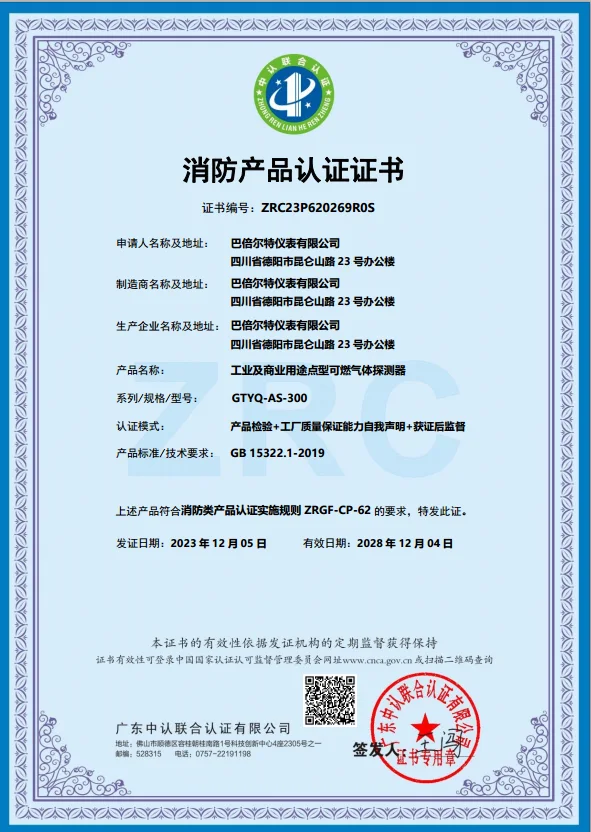 中认联合认证
ZHONG REN LIAN HE REN ZHENG
消防产品认证证书
证书编号：ZRC23P620269R0S
申请人名称及地址： 巴倍尔特仪表有限公司
四川省德阳市昆仑山路 23 号办公楼
制造商名称及地址： 巴倍尔特仪表有限公司
四川省德阳市昆仑山路 23 号办公楼
生产企业名称及地址： 巴倍尔特仪表有限公司
四川省德阳市昆仑山路 23 号办公楼
产品名称： 工业及商业用途点型可燃气体探测器
系列/规格/型号： GTYQ-AS-300
认证模式： 产品检验+工厂质量保证能力自我声明+获证后监督
产品标准/技术要求： GB 15322.1-2019
ZRC
上述产品符合消防类产品认证实施规则 ZRGF-CP-62 的要求，特发此证。
发证日期：2023 年 12 月 05 日 有效日期：2028 年 12 月 04 日
本证书的有效性依据发证机构的定期监督获得保持
证书有效性可登录中国国家认证认可监督管理委员会网址www.cnca.gov.cn 或扫描二维码查询
广东中认联合认证有限公司
地址：佛山市顺德区容桂朝桂南路1号科技创新中心4座2305号之一
邮编：528315 电话：0757-22191198
签发人：
广东中认联合认证有限公司
证书专用章